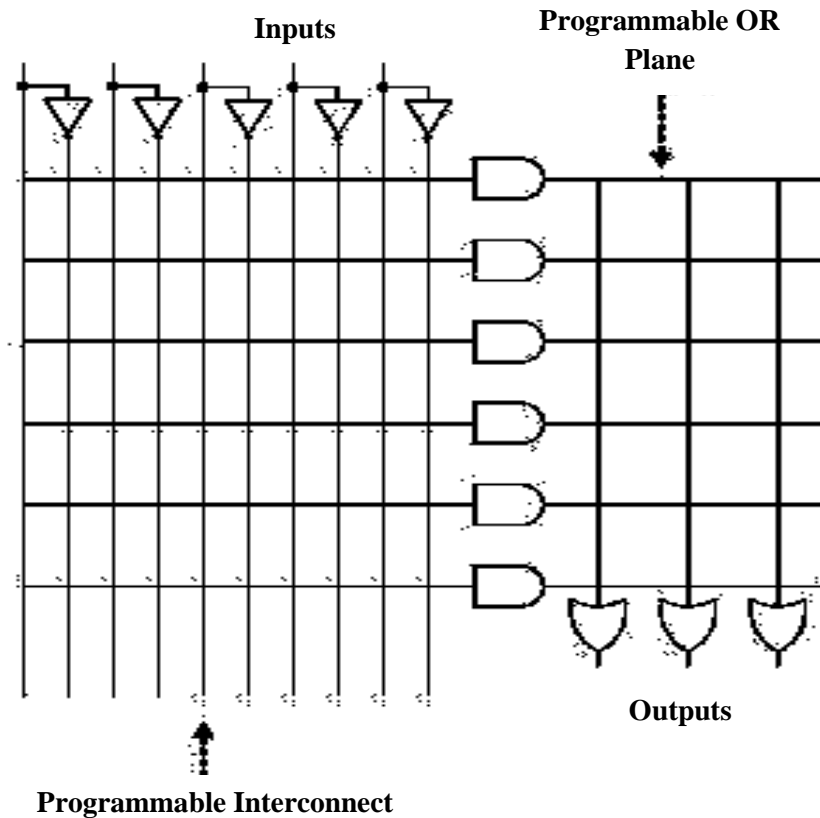 Inputs
Programmable OR
Plane
Outputs
Programmable Interconnect